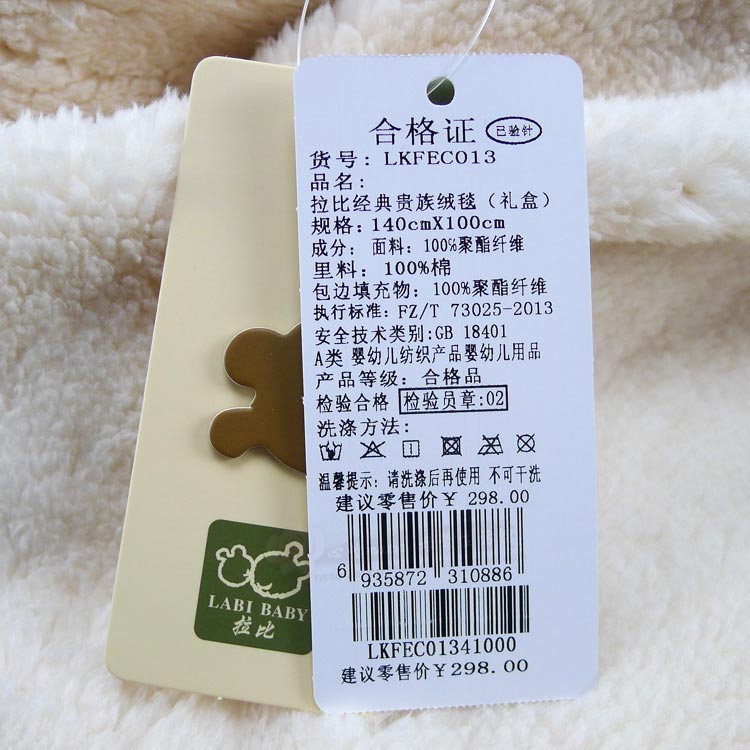 合格证 已验针
货号: LKFEC013
品名:
拉比经典贵族绒毯（礼盒）
规格: 140cmX100cm
成分: 面料: 100%聚酯纤维
里料: 100%棉
包边填充物: 100%聚酯纤维
执行标准: FZ/T 73025-2013
安全技术类别:GB 18401
A类 婴幼儿纺织产品婴幼儿用品
产品等级: 合格品
检验合格 检验员章:02
洗涤方法:
温馨提示: 请洗涤后再使用 不可干洗
建议零售价￥ 298.00
6 935872 310886
LKFEC01341000
建议零售价￥298.00
LABI BABY
拉比